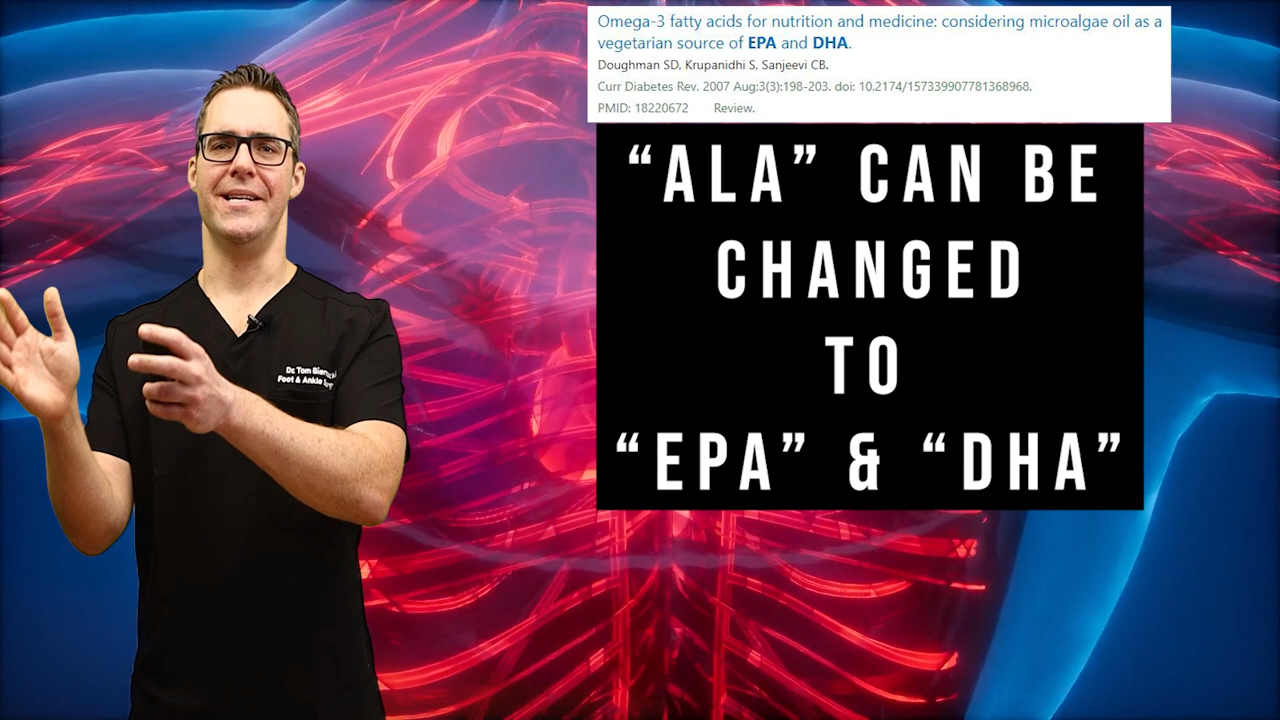 Omega-3 fatty acids for nutrition and medicine: considering microalgae oil as a
vegetarian source of EPA and DHA.
Doughman SD, Krupanidhi S, Sanjeevi CB.
Curr Diabetes Rev. 2007 Aug;3(3):198-203. doi: 10.2174/157339907781368968.
PMID: 18220672 Review.
“ALA” CAN BE
CHANGED
TO
“EPA” & “DHA”
Dr. Tom
Foot & Ankle